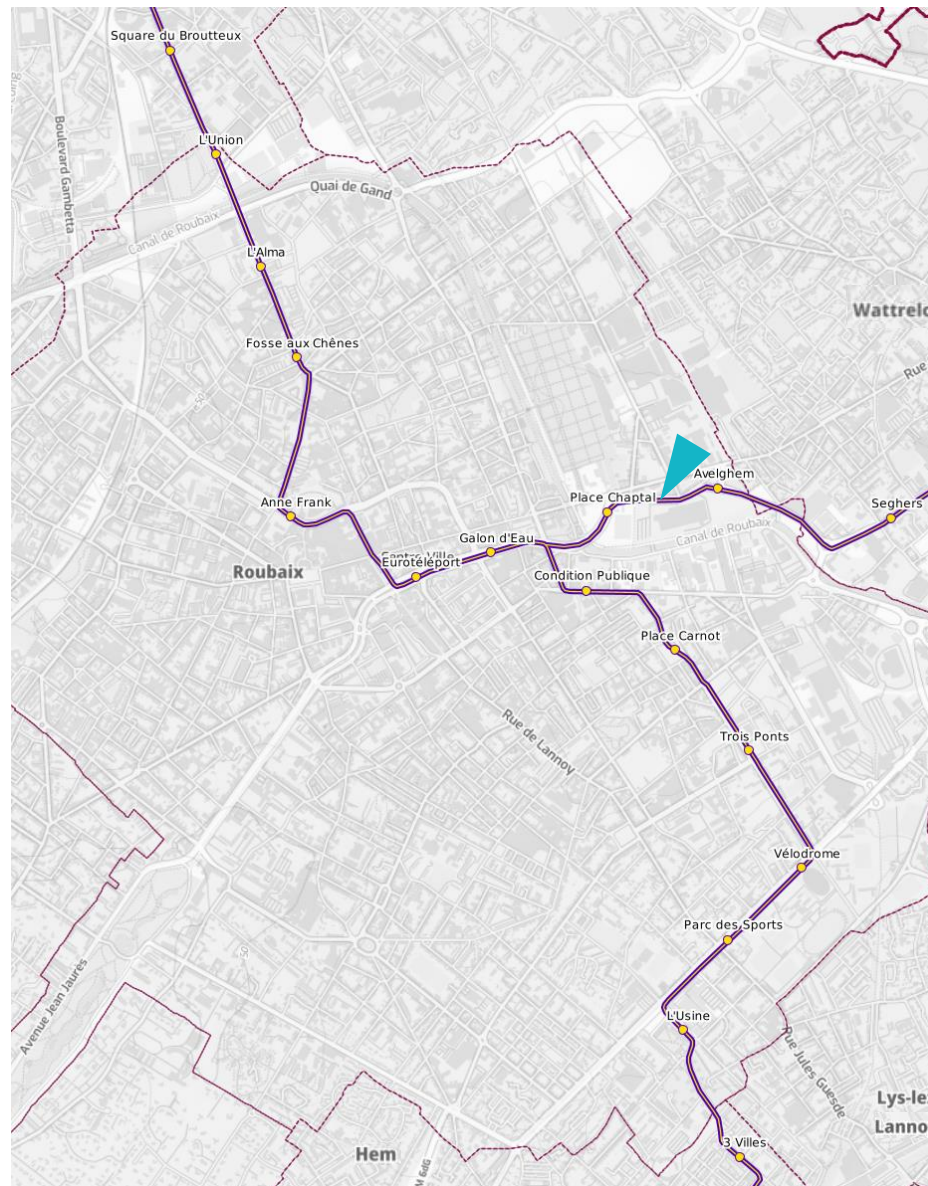 Square du Broutteux
Boulevard Gambetta
L'Union
Quai de Gand
Canal de Roubaix
L'Alma
Wattrelo
Fosse aux Chênes
Rue
Avelghem
Place Chaptal
Anne Frank
Seghers
Canal de Roubaix
Galon d'Eau
Centre Ville
Eurotéléport
Roubaix
Condition Publique
Place Carnot
Rue de Lannoy
Trois Ponts
Vélodrome
Parc des Sports
Avenue Jean Jaurès
L'Usine
Rue Jules Guesde
Lys-lez
Lanno
3 Villes
Hem
M 6dG